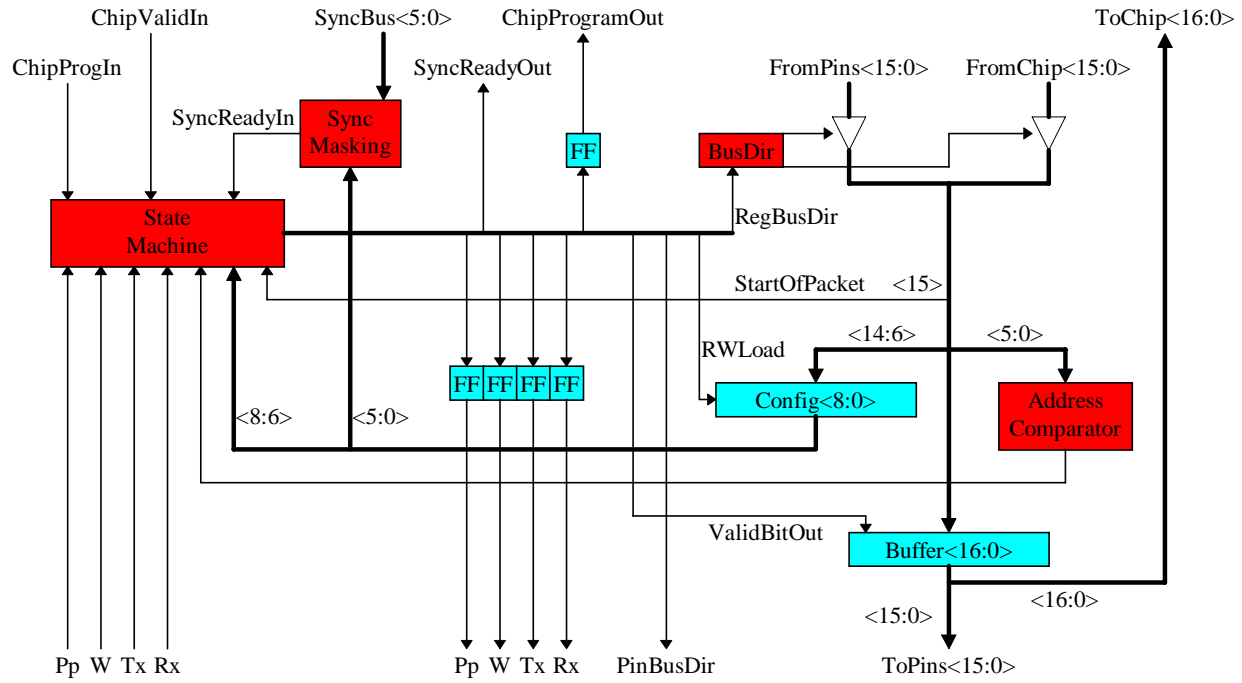 ChipValidIn
SyncBus<5:0>
ChipProgramOut
ToChip<16:0>
ChipProgIn
SyncReadyOut
FromPins<15:0>
FromChip<15:0>
SyncReadyIn
Sync
Masking
FF
BusDir
State
Machine
RegBusDir
StartOfPacket
<15>
RWLoad
<14:6>
<5:0>
FF
FF
FF
FF
Config<8:0>
Address
Comparator
<8:6>
<5:0>
ValidBitOut
Buffer<16:0>
<15:0>
<16:0>
Pp
W
Tx
Rx
Pp
W
Tx
Rx
PinBusDir
ToPins<15:0>